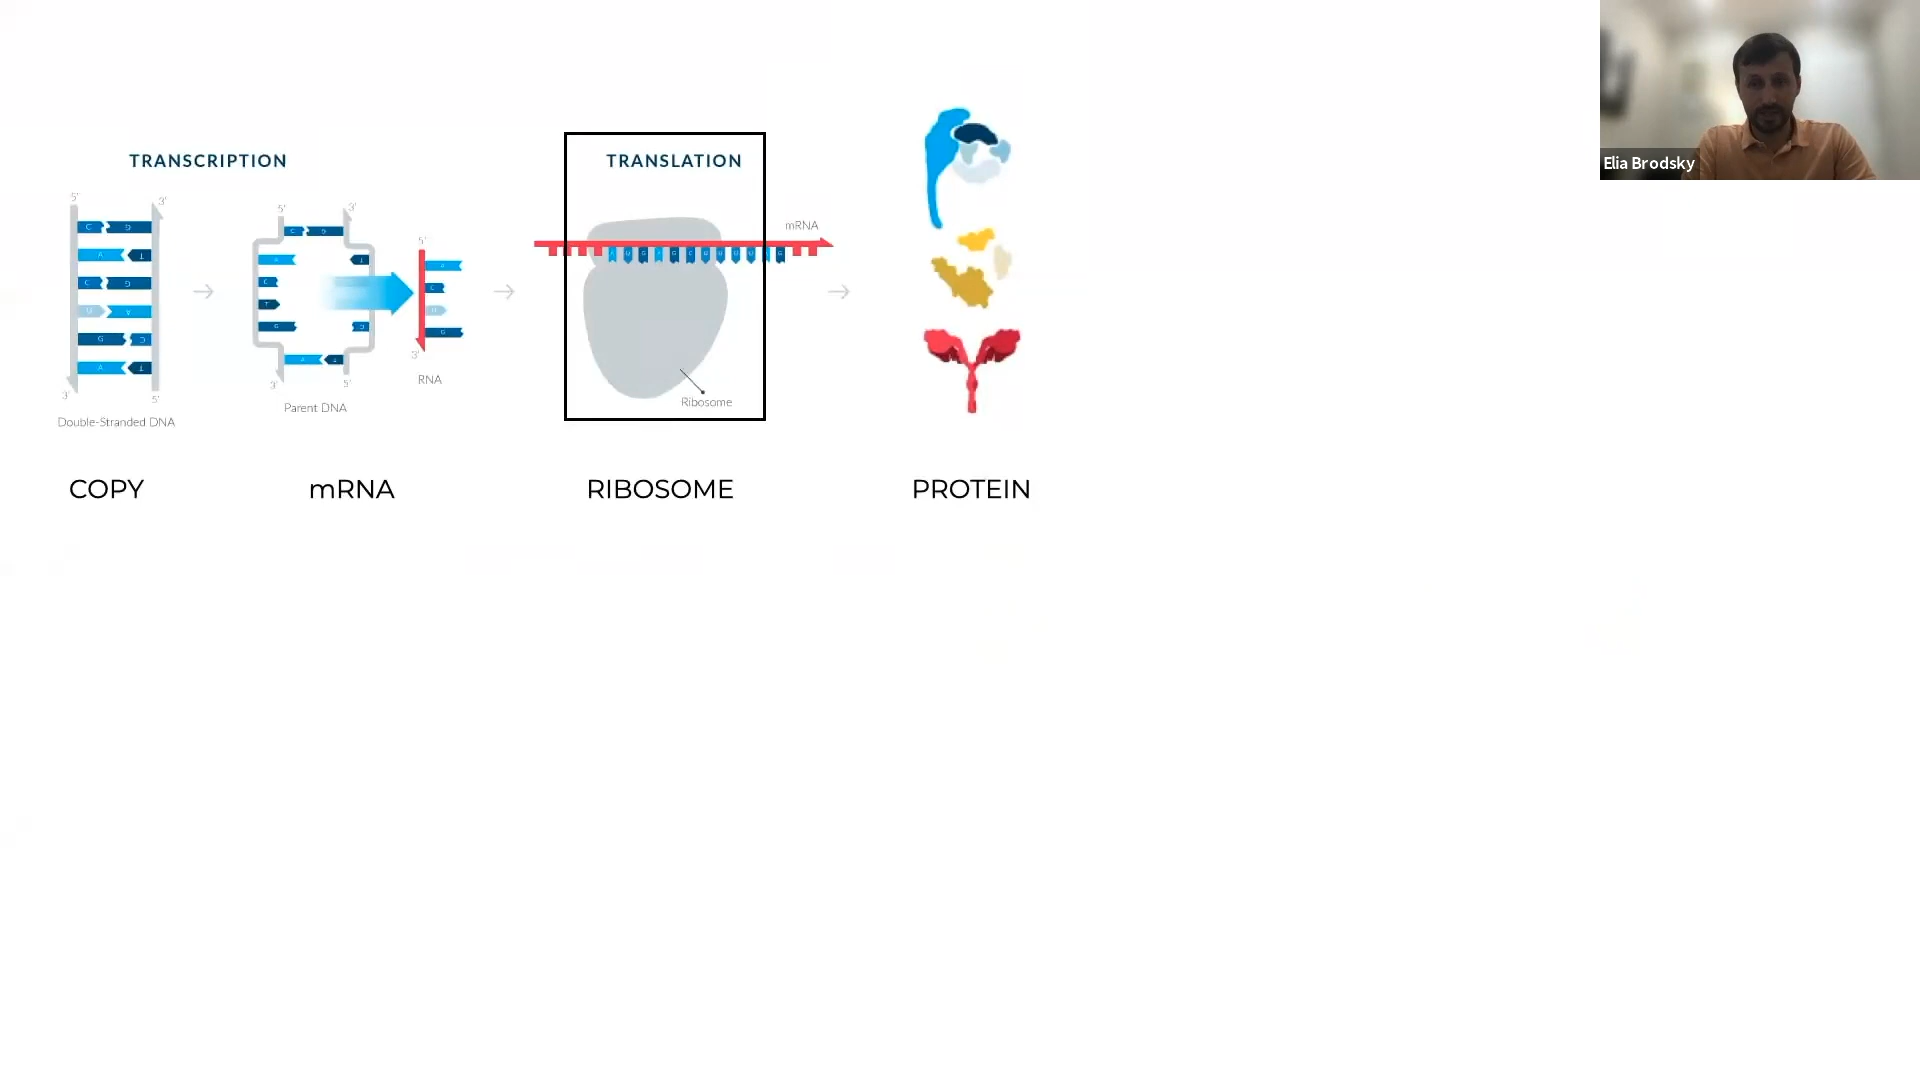 TRANSCRIPTION
TRANSLATION
5'
3'
C
G
A
T
C
G
A
G
C
A
T
3'
5'
Double-Stranded DNA
5'
3'
C
G
A
T
C
T
G
C
A
T
3'
5'
Parent DNA
5'
A
C
U
G
3'
RNA
mRNA
A U G A G C
G
Ribosome
COPY
mRNA
RIBOSOME
PROTEIN
Elia Brodsky